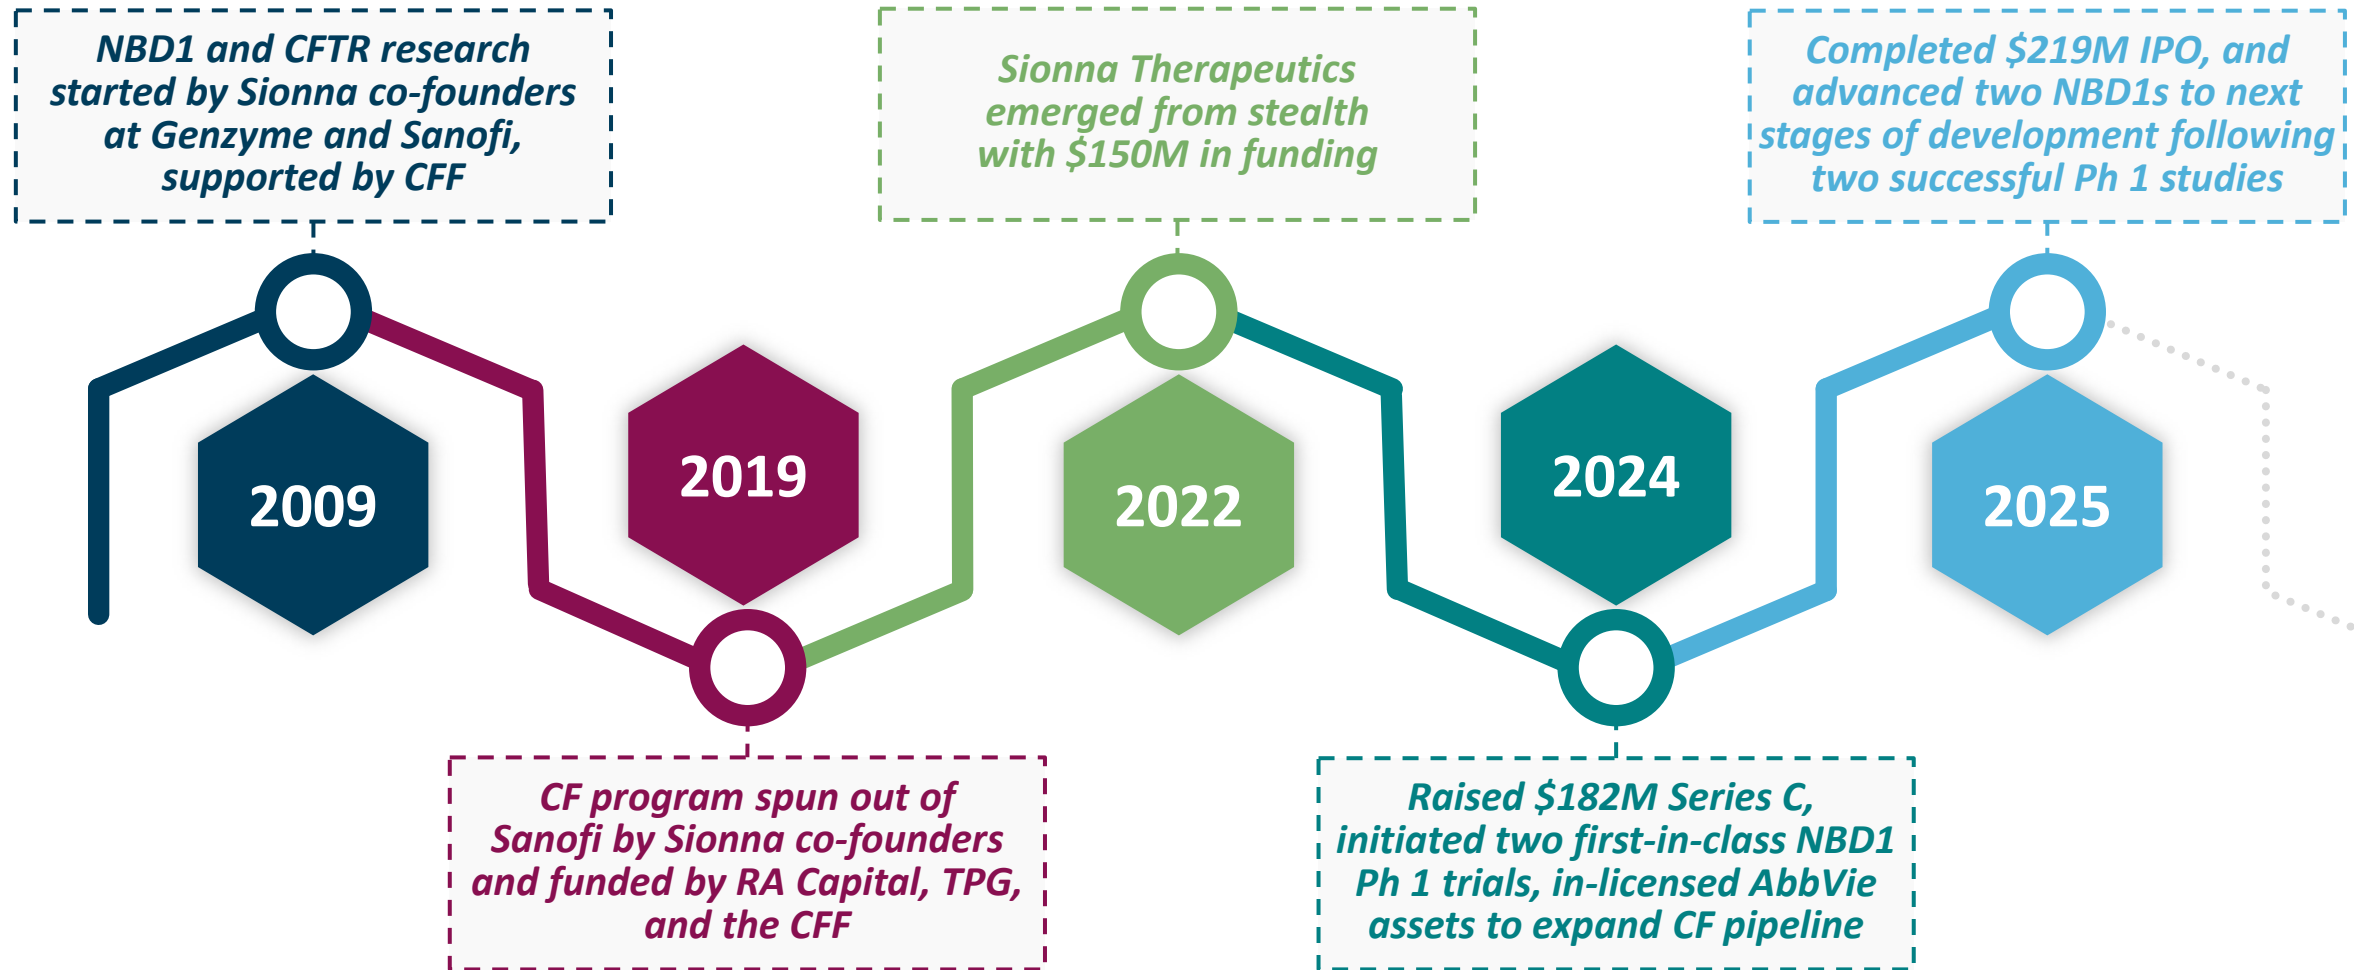 NBD1 and CFTR research
started by Sionna co-founders
at Genzyme and Sanofi,
supported by CFF
2009
2019
CF program spun out of
Sanofi by Sionna co-founders
and funded by RA Capital, TPG,
and the CFF
Sionna Therapeutics
emerged from stealth
with $150M in funding
2022
2024
Raised $182M Series C,
initiated two first-in-class NBD1
Ph 1 trials, in-licensed AbbVie
assets to expand CF pipeline
Completed $219M IPO, and
advanced two NBD1s to next
stages of development following
two successful Ph 1 studies
2025